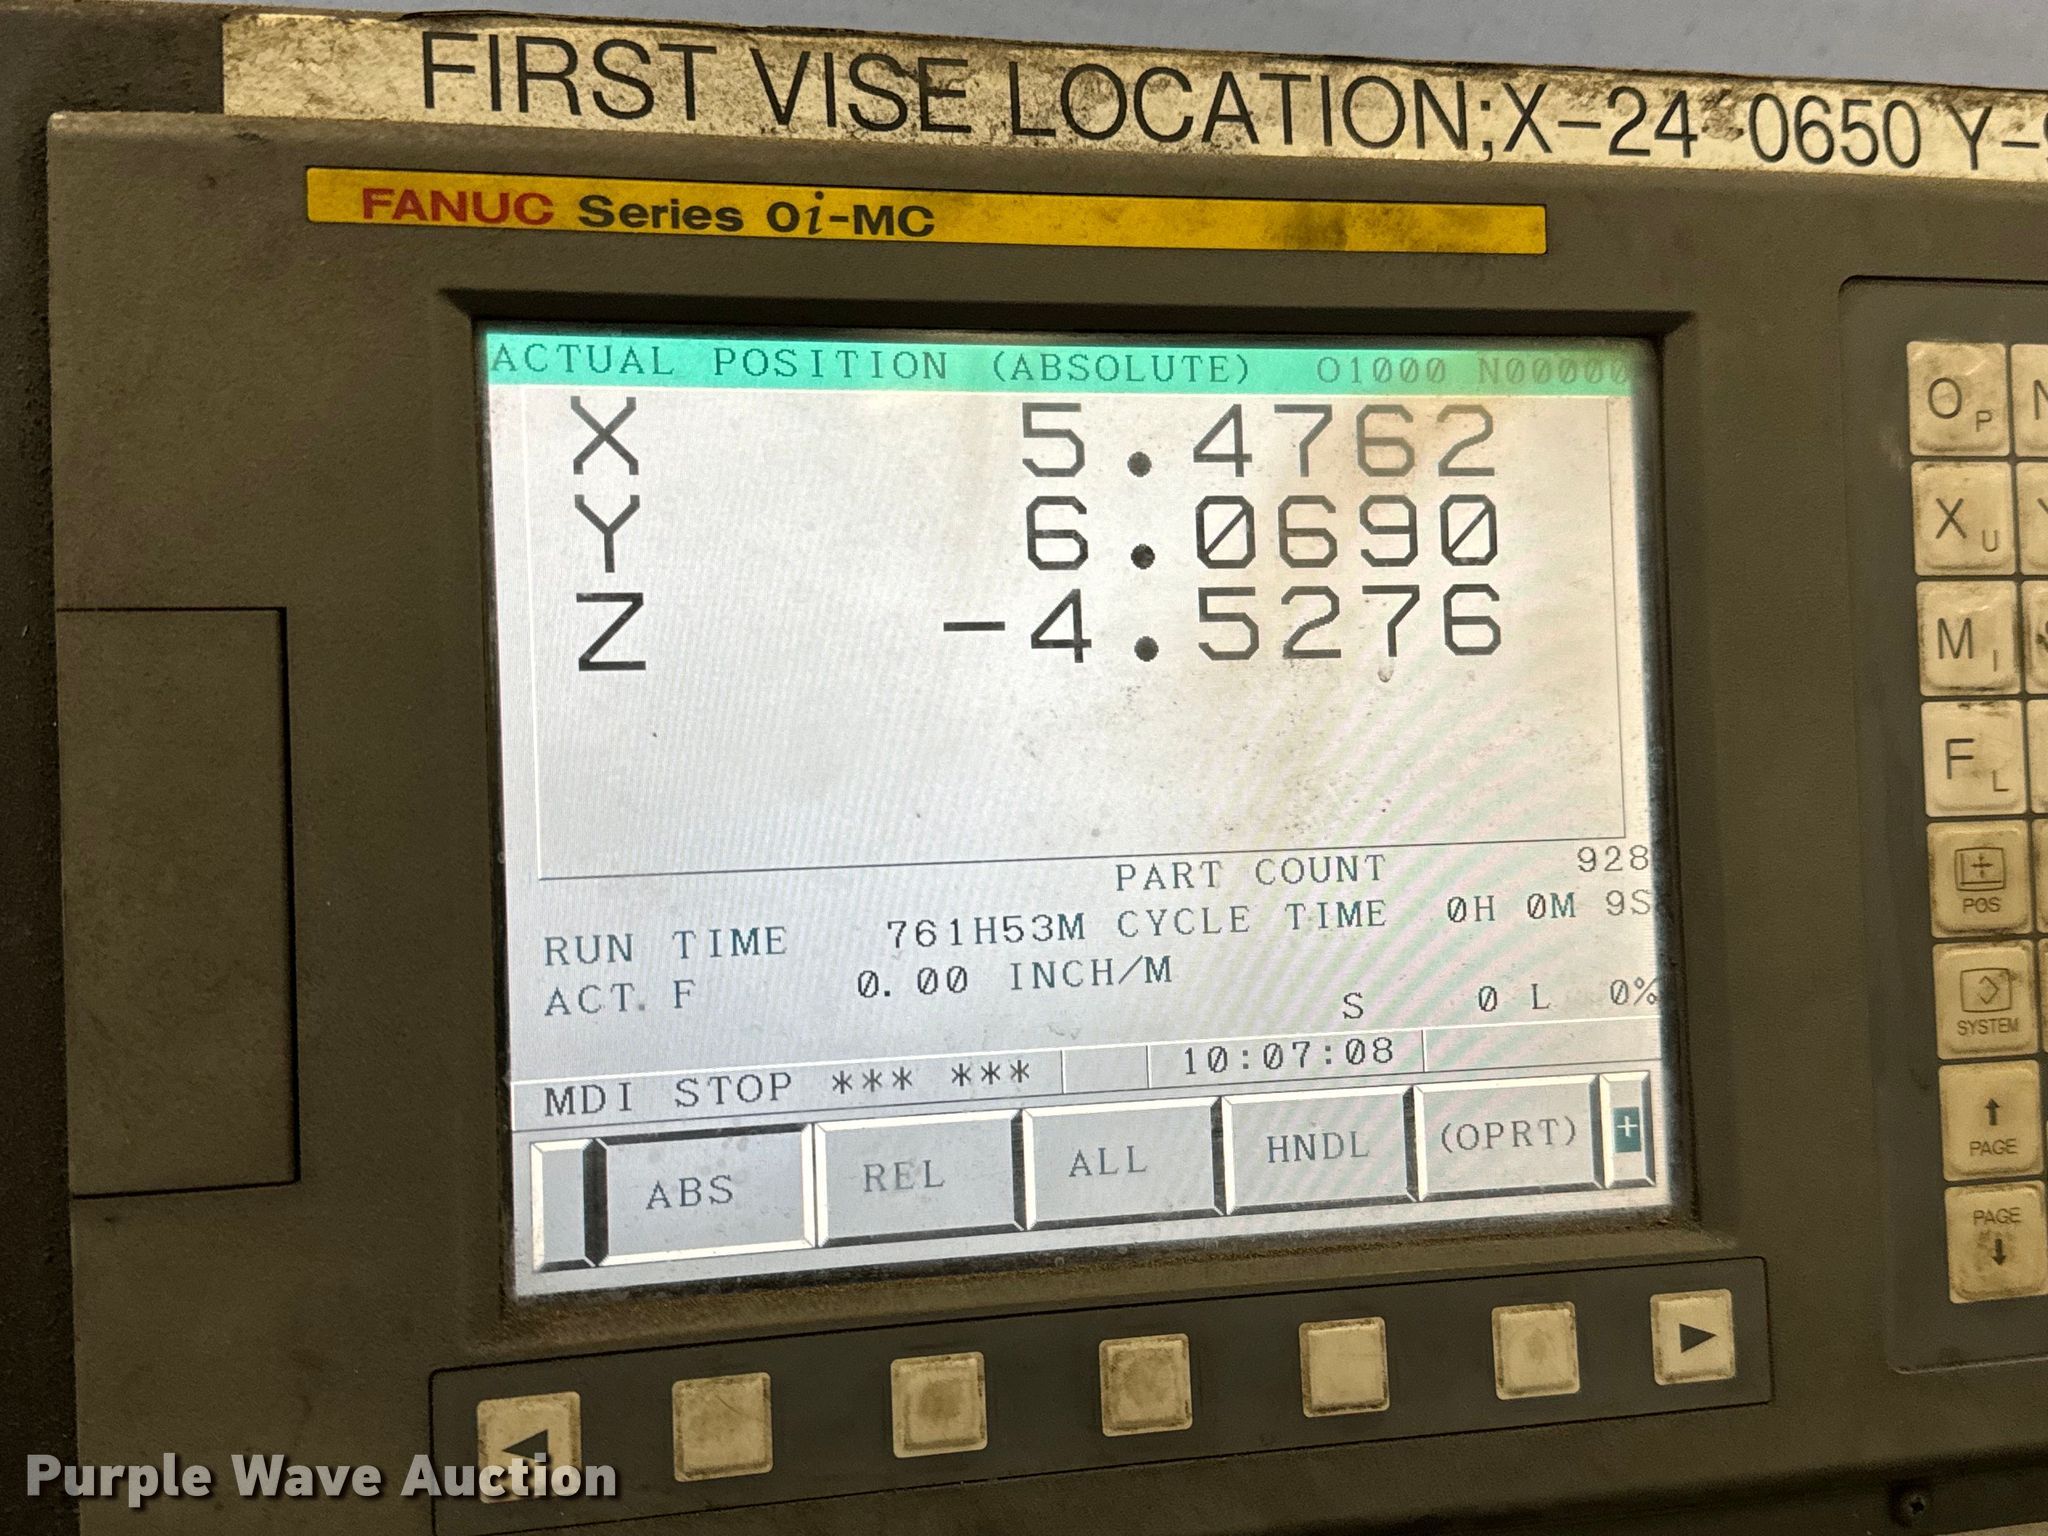 FIRST VISE LOCATION;X-24 0650 Y-
FANUC Series 0i-MC
ACTUAL POSITION (ABSOLUTE) O1000 N00000
X 5.4762
Y 6.0690
Z -4.5276
PART COUNT 928
RUN TIME 761H53M CYCLE TIME 0H 0M 9S
ACT. F 0.00 INCH/M
S 0 L 0%
MDI STOP *** *** 10:07:08
ABS REL ALL HNDL (OPRT) +
O P
N
X U
M I
F L
POS
SYSTEM
PAGE
PAGE
Purple Wave Auction